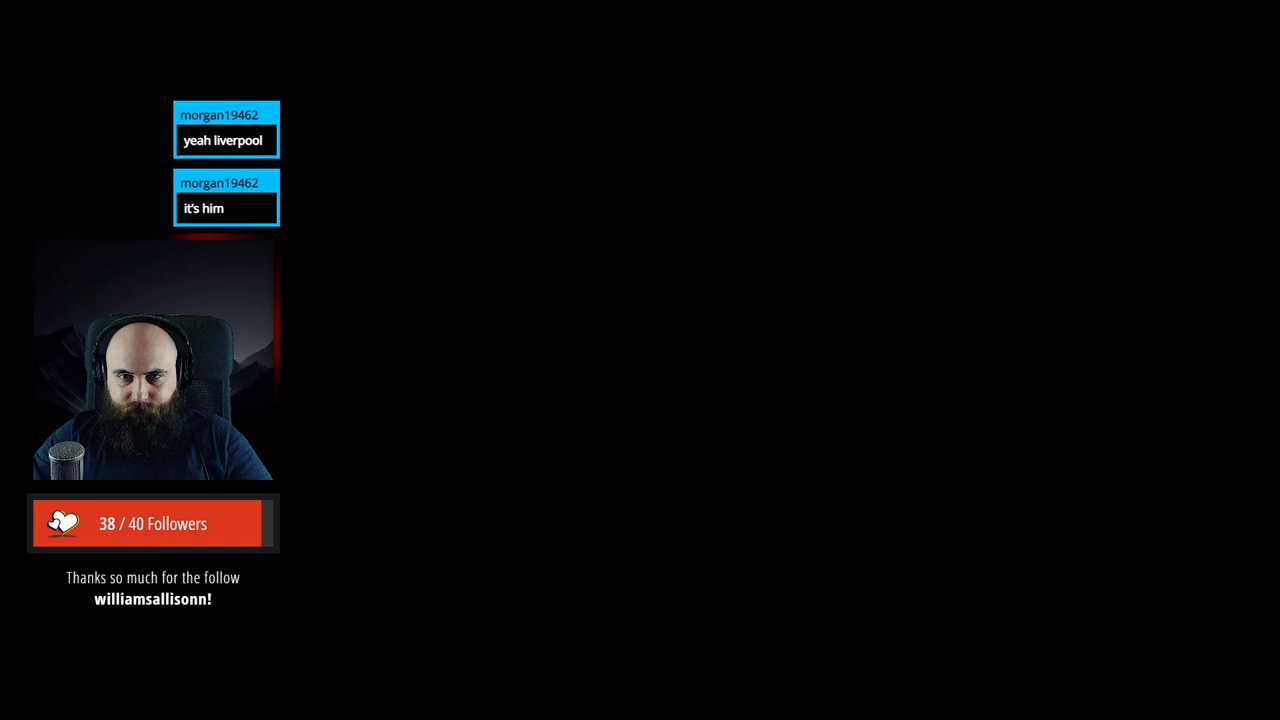 morgan19462
yeah liverpool
morgan19462
it's him
38 / 40 Followers
Thanks so much for the follow
williamsallisonn!